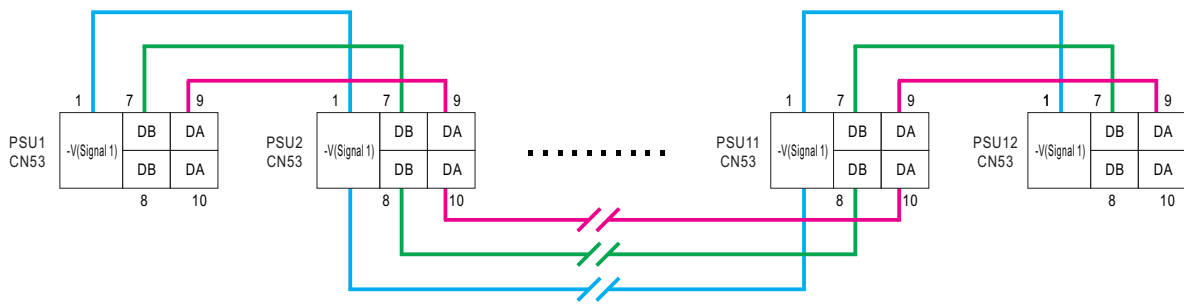 1 7 9 1 7 9 1 7 9 1 7 9
PSU1
CN53
-V(Signal 1)
DB DA
DB DA
PSU2
CN53
-V(Signal 1)
DB DA
DB DA
PSU11
CN53
-V(Signal 1)
DB DA
DB DA
PSU12
CN53
-V(Signal 1)
DB DA
DB DA
8 10 8 10 8 10 8 10